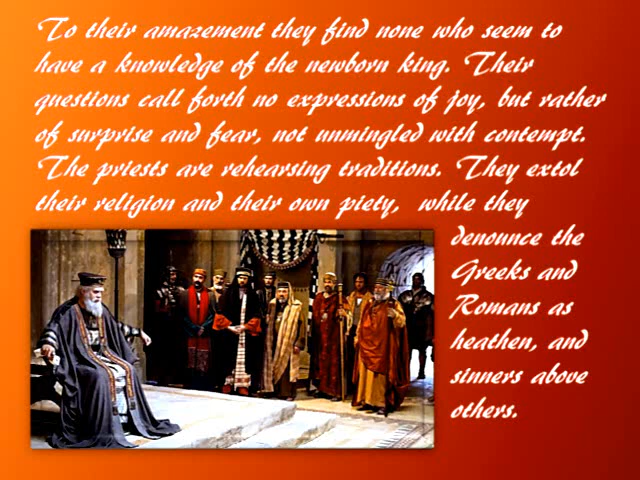 To their amazement they find none who seem to
have a knowledge of the newborn king. Their
questions call forth no expressions of joy, but rather
of surprise and fear, not unmingled with contempt.
The priests are rehearsing traditions. They extol
their religion and their own piety, while they
denounce the
Greeks and
Romans as
heathen, and
sinners above
others.